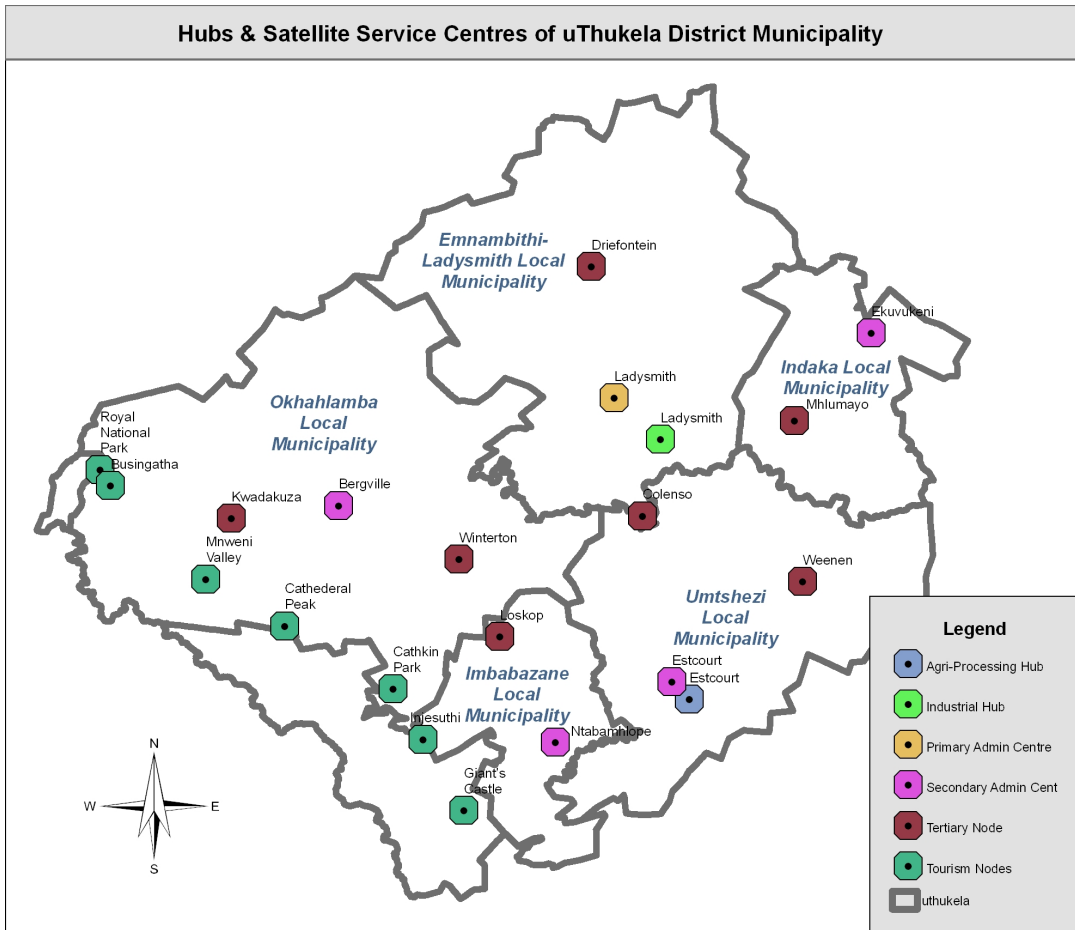 Hubs & Satellite Service Centres of uThukela District Municipality
Emnambithi-
Ladysmith Local
Municipality
Driefontein
Ekuvukeni
Indaka Local
Municipality
Mhlumayo
Ladysmith
Ladysmith
Okhahlamba
Local
Municipality
Royal
National
Park
Busingatha
Kwadakuza
Bergville
Mnweni
Valley
Winterton
Colenso
Weenen
Cathederal
Peak
Umtshezi
Local
Municipality
Loskop
Cathkin
Park
Imbabazane
Local
Municipality
Estcourt
Estcourt
Injesuthi
Ntabamhlope
Giant's
Castle
N
W
E
S
Legend
Agri-Processing Hub
Industrial Hub
Primary Admin Centre
Secondary Admin Cent
Tertiary Node
Tourism Nodes
uthukela